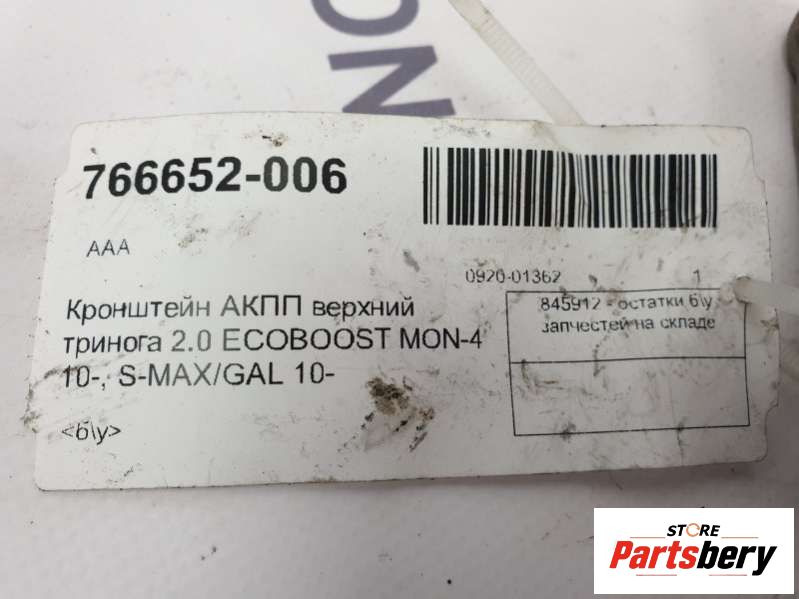 ON
766652-006
AAA
0920-01362 1
Кронштейн АКПП верхний
тринога 2.0 ECOBOOST MON-4
10-, S-MAX/GAL 10-
<б\у>
845912 - остатки б\у
запчестей на складе
STORE
Partsbery